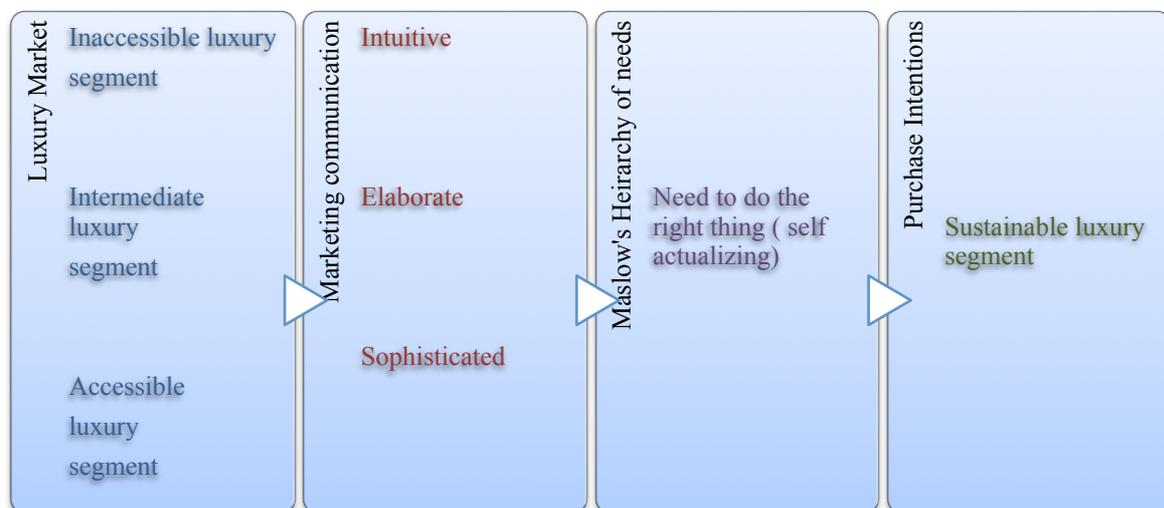 Luxury Market
Inaccessible luxury
segment
Intermediate
luxury
segment
Accessible
luxury
segment
Marketing communication
Intuitive
Elaborate
Sophisticated
Maslow's Heirarchy of needs
Need to do the
right thing ( self
actualizing)
Purchase Intentions
Sustainable luxury
segment